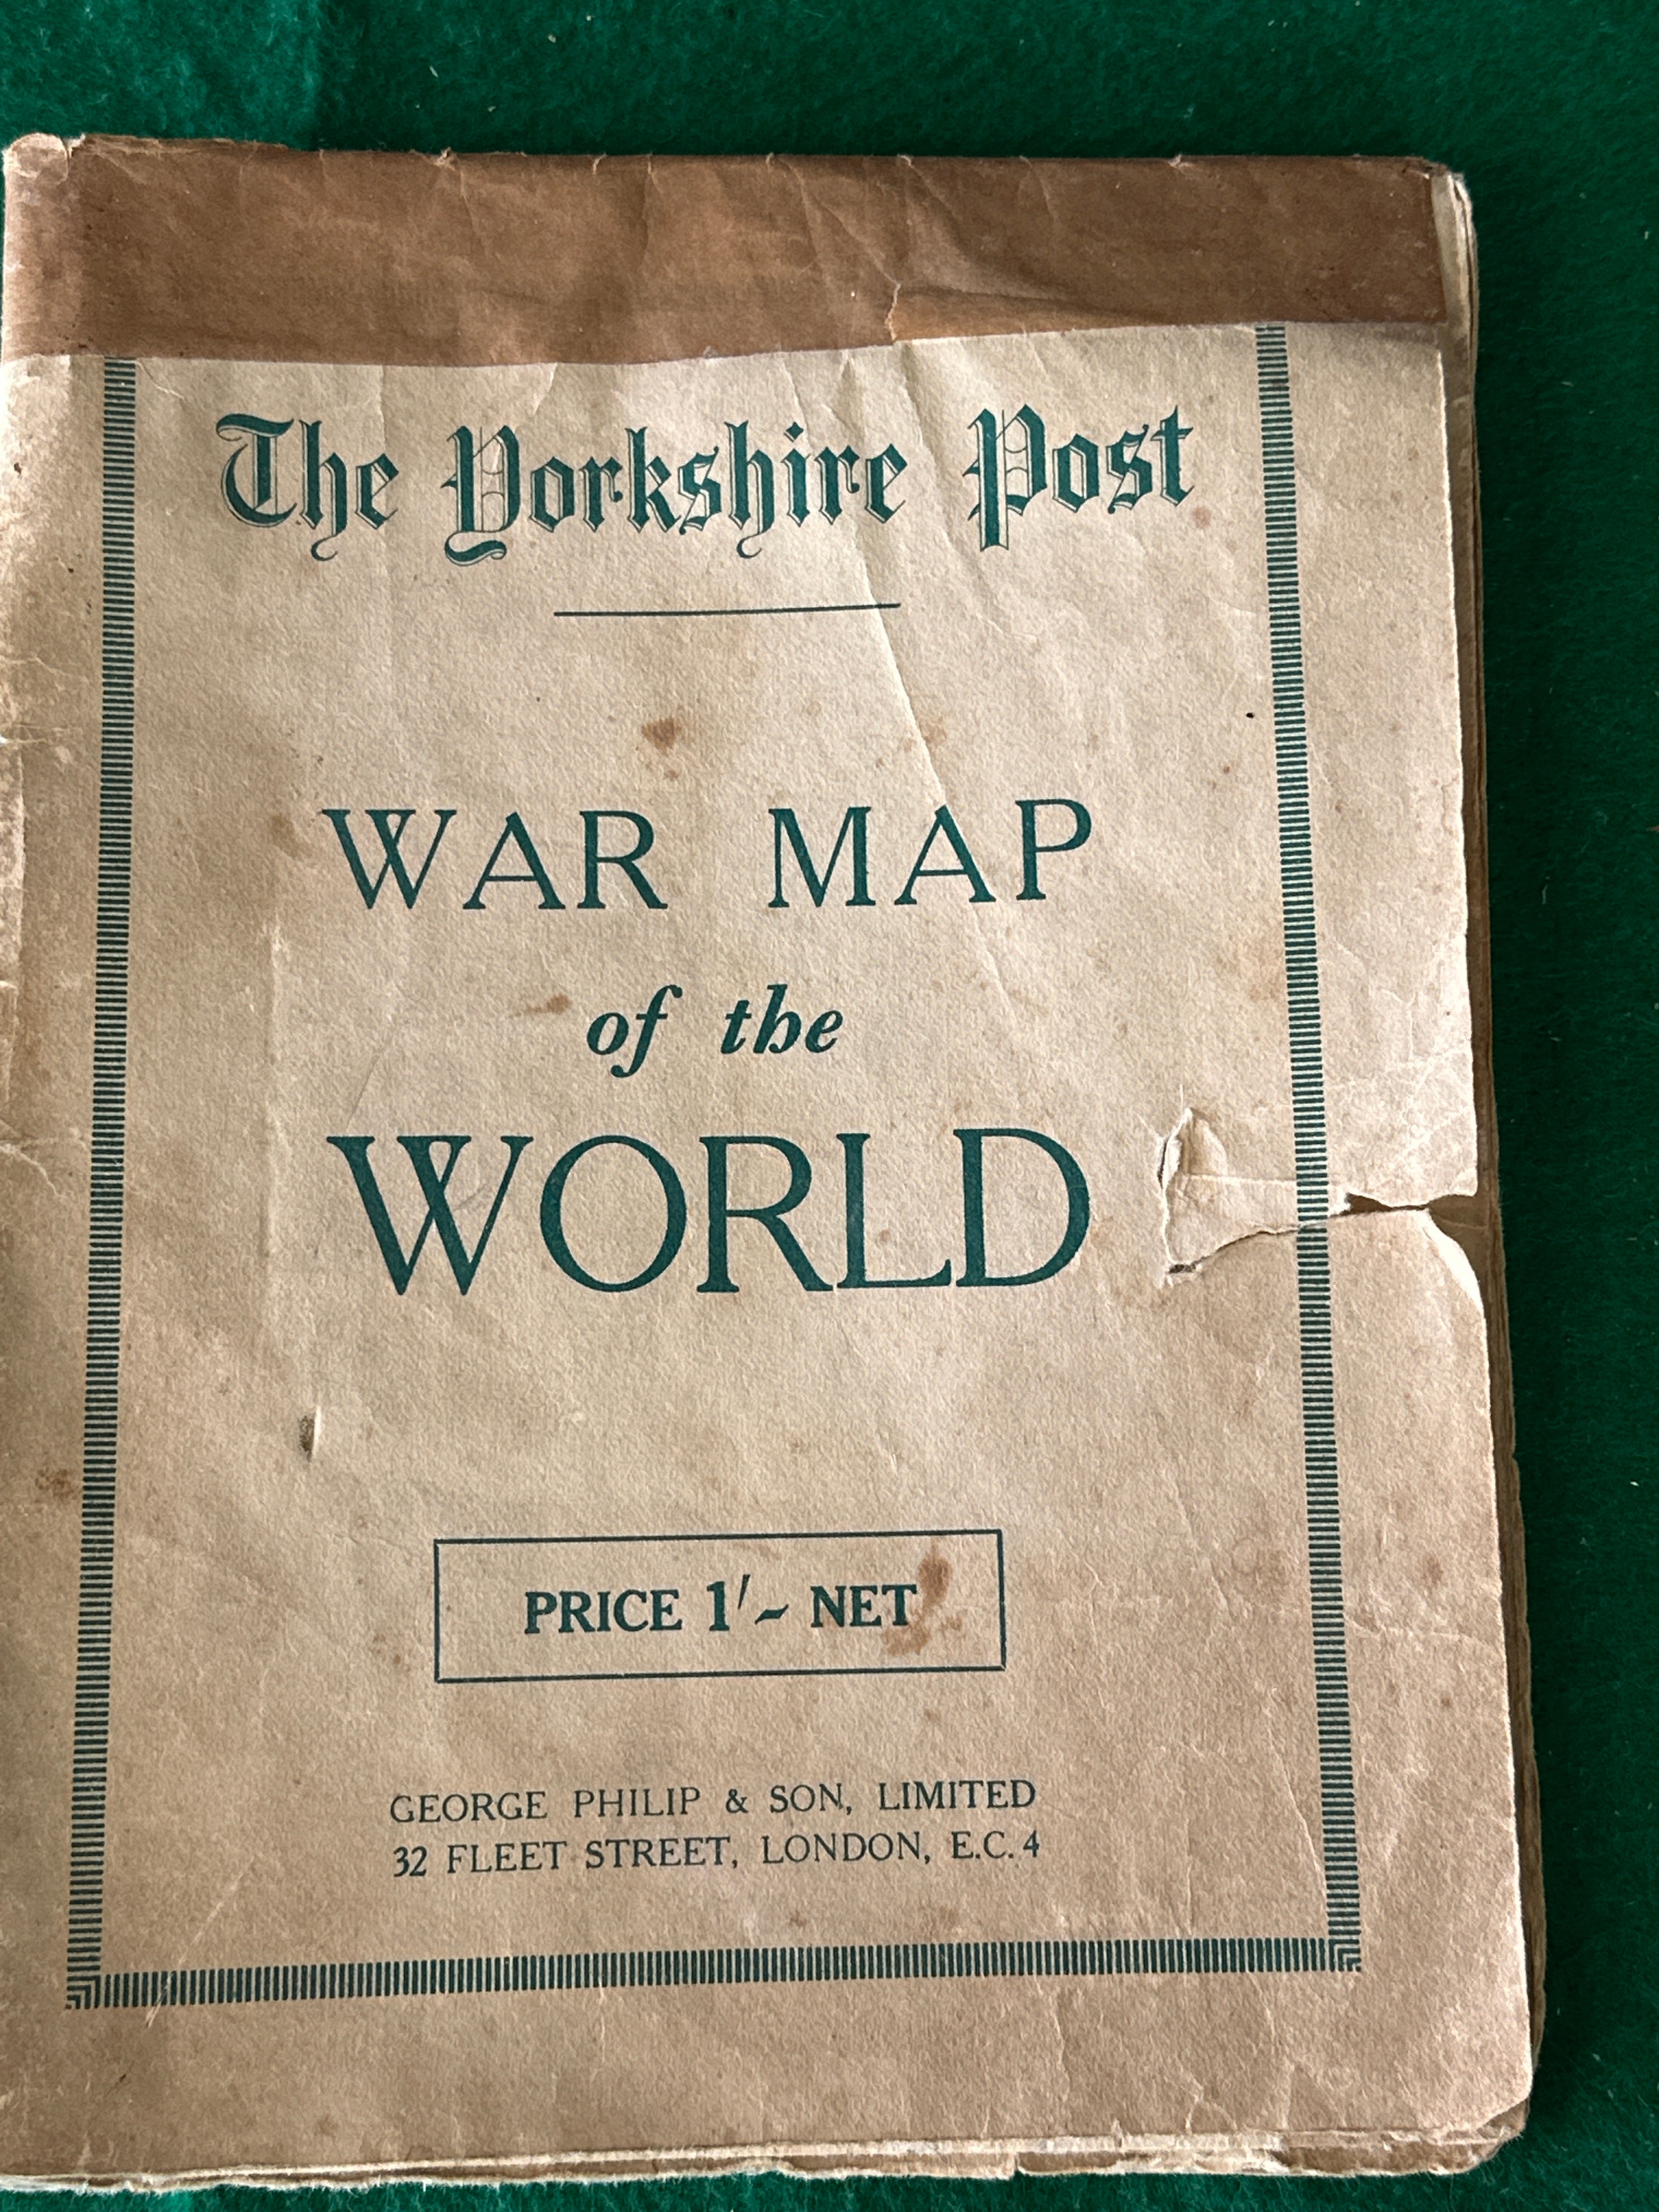 The Yorkshire Post
WAR MAP
of the
WORLD
PRICE 1/- NET
GEORGE PHILIP & SON, LIMITED
32 FLEET STREET, LONDON, E.C.4